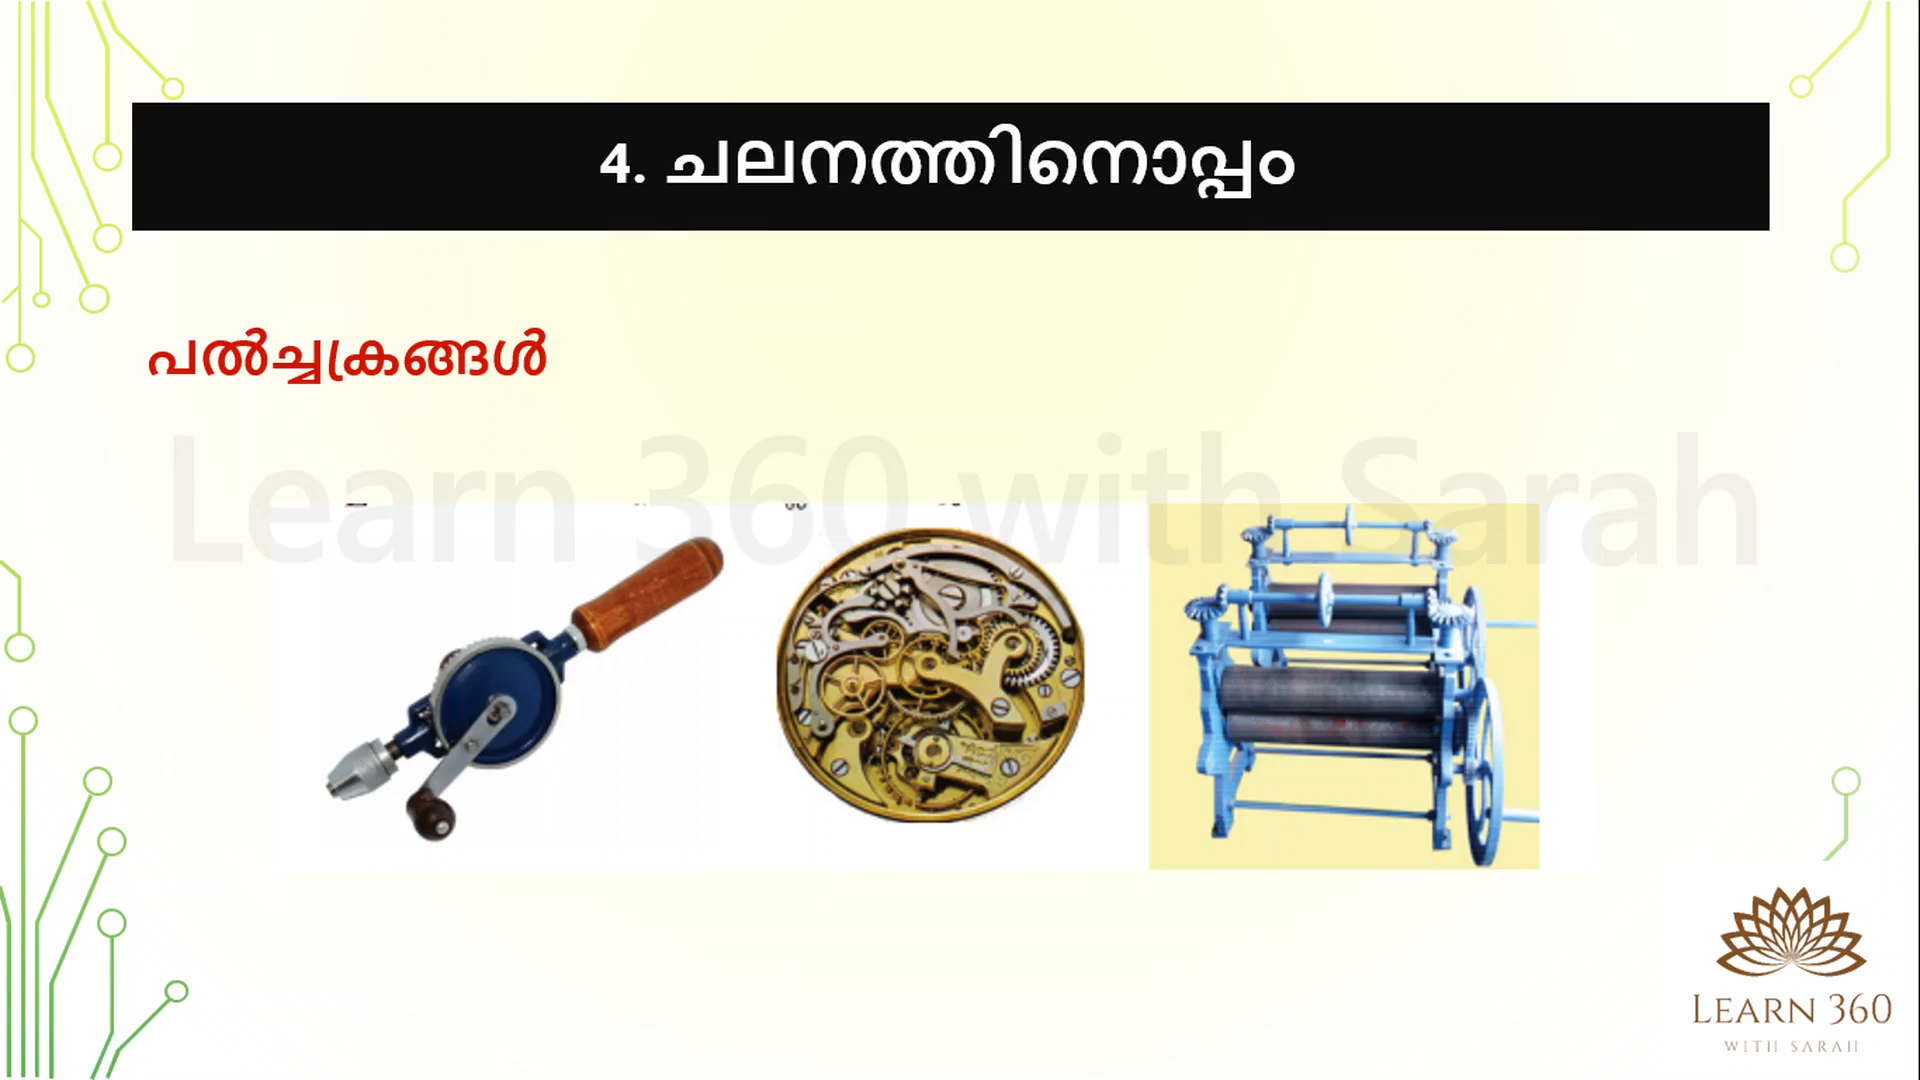 4. ചലനത്തിനൊപ്പം
പൽച്ചക്രങ്ങൾ
Learn 360 with Sarah
LEARN 360
WITH SARAH